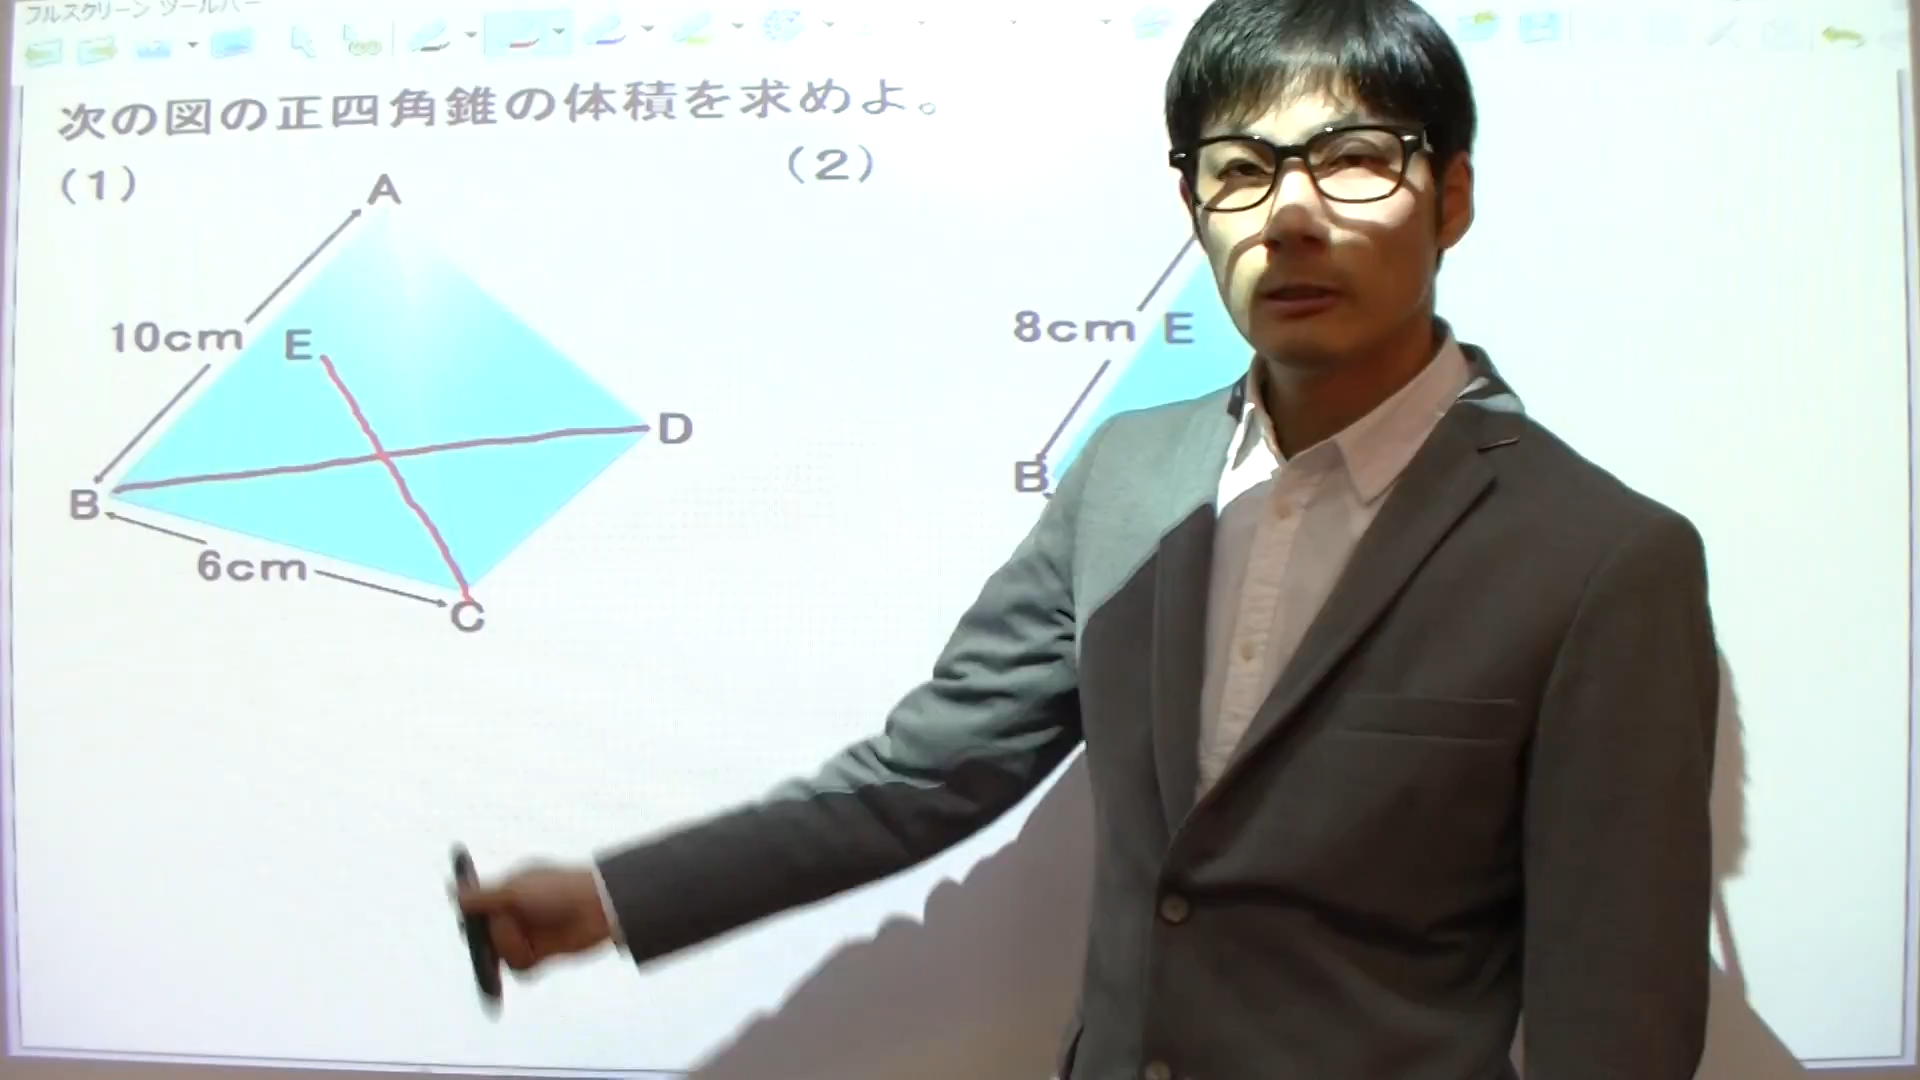 フルスクリーン ツールバー
次の図の正四角錐の体積を求めよ。
(1)
(2)
A
10cm
E
D
B
6cm
C
8cm
E
B